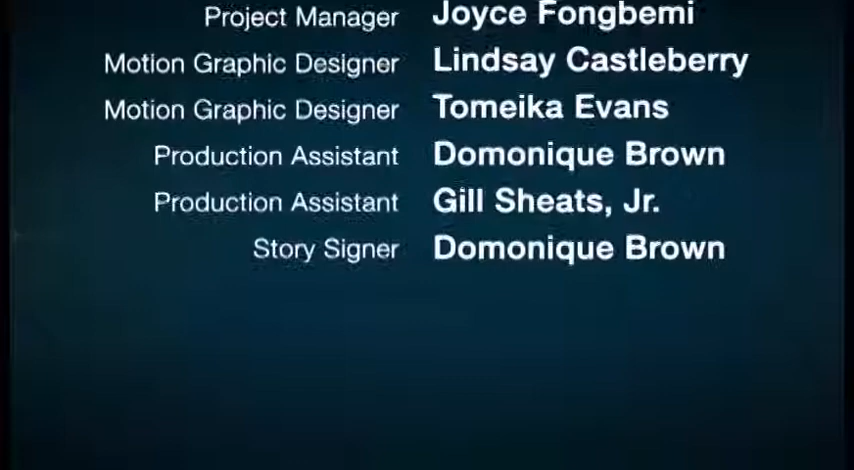 Project Manager Joyce Fongbemi
Motion Graphic Designer Lindsay Castleberry
Motion Graphic Designer Tomeika Evans
Production Assistant Domonique Brown
Production Assistant Gill Sheats, Jr.
Story Signer Domonique Brown